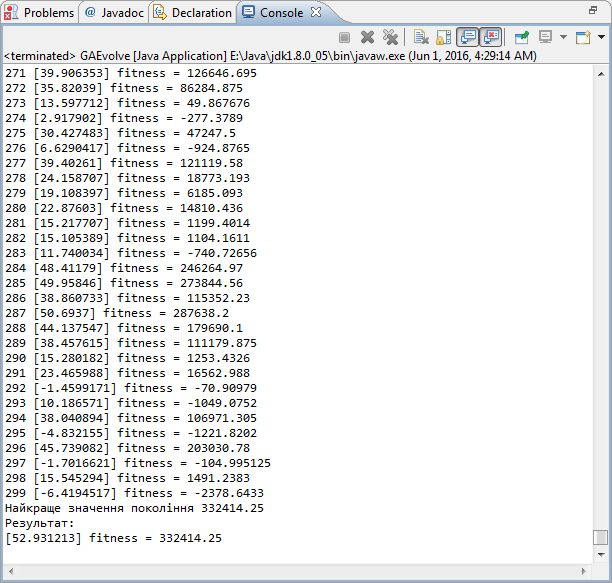 Problems @ Javadoc Declaration Console
<terminated> GAEvolve [Java Application] E:\Java\jdk1.8.0_05\bin\javaw.exe (Jun 1, 2016, 4:29:14 AM)
271 [39.906353] fitness = 126646.695
272 [35.82039] fitness = 86284.875
273 [13.597712] fitness = 49.867676
274 [2.917902] fitness = -277.3789
275 [30.427483] fitness = 47247.5
276 [6.6290417] fitness = -924.8765
277 [39.40261] fitness = 121119.58
278 [24.158707] fitness = 18773.193
279 [19.108397] fitness = 6185.093
280 [22.87603] fitness = 14810.436
281 [15.217707] fitness = 1199.4014
282 [15.105389] fitness = 1104.1611
283 [11.740034] fitness = -740.72656
284 [48.41179] fitness = 246264.97
285 [49.95846] fitness = 273844.56
286 [38.860733] fitness = 115352.23
287 [50.6937] fitness = 287638.2
288 [44.137547] fitness = 179690.1
289 [38.457615] fitness = 111179.875
290 [15.280182] fitness = 1253.4326
291 [23.465988] fitness = 16562.988
292 [-1.4599171] fitness = -70.90979
293 [10.186571] fitness = -1049.0752
294 [38.040894] fitness = 106971.305
295 [-4.832155] fitness = -1221.8202
296 [45.739082] fitness = 203030.78
297 [-1.7016621] fitness = -104.995125
298 [15.545294] fitness = 1491.2383
299 [-6.4194517] fitness = -2378.6433
Найкраще значення покоління 332414.25
Результат:
[52.931213] fitness = 332414.25